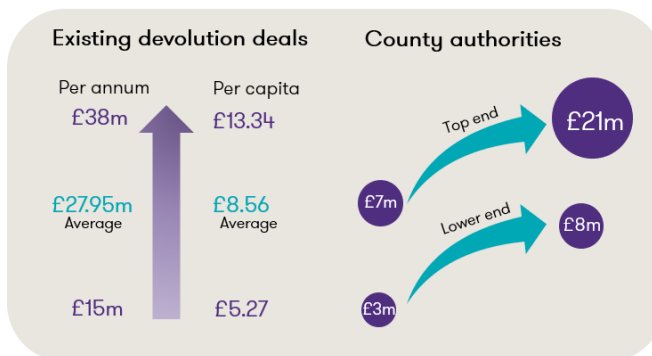 Existing devolution deals
Per annum
Per capita
£38m
£13.34
£27.95m
Average
£8.56
Average
£15m
£5.27
County authorities
Top end
£21m
£7m
Lower end
£8m
£3m